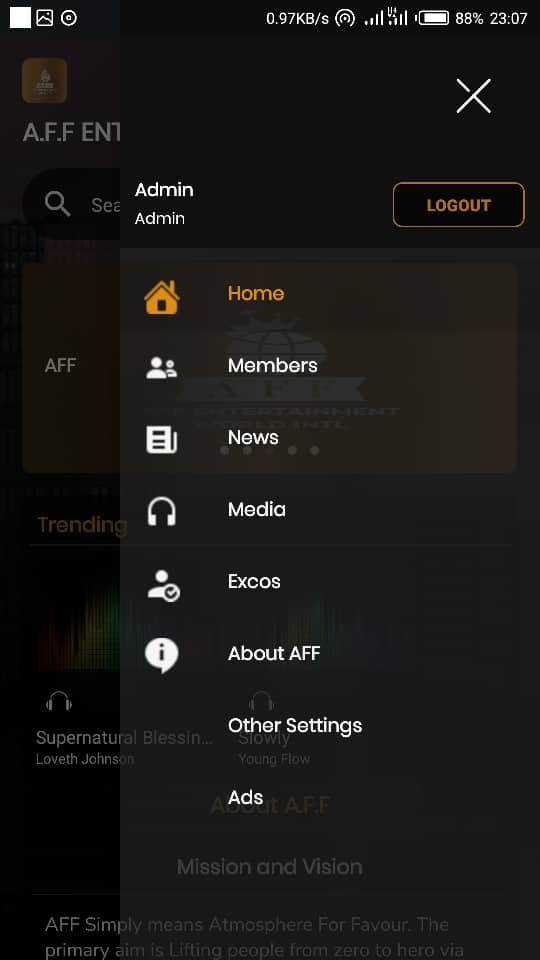 0.97KB/s 88% 23:07
A.F.F ENT
Sea
Admin
Admin
LOGOUT
Home
AFF
Members
AFF
AFF ENTERTAINMENT
WORLD INTL
News
Media
Trending
Excos
About AFF
Other Settings
Supernatural Blessin...
Slowly
Loveth Johnson
Young Flow
Ads
About A.F.F
Mission and Vision
AFF Simply means Atmosphere For Favour. The
primary aim is Lifting people from zero to hero via